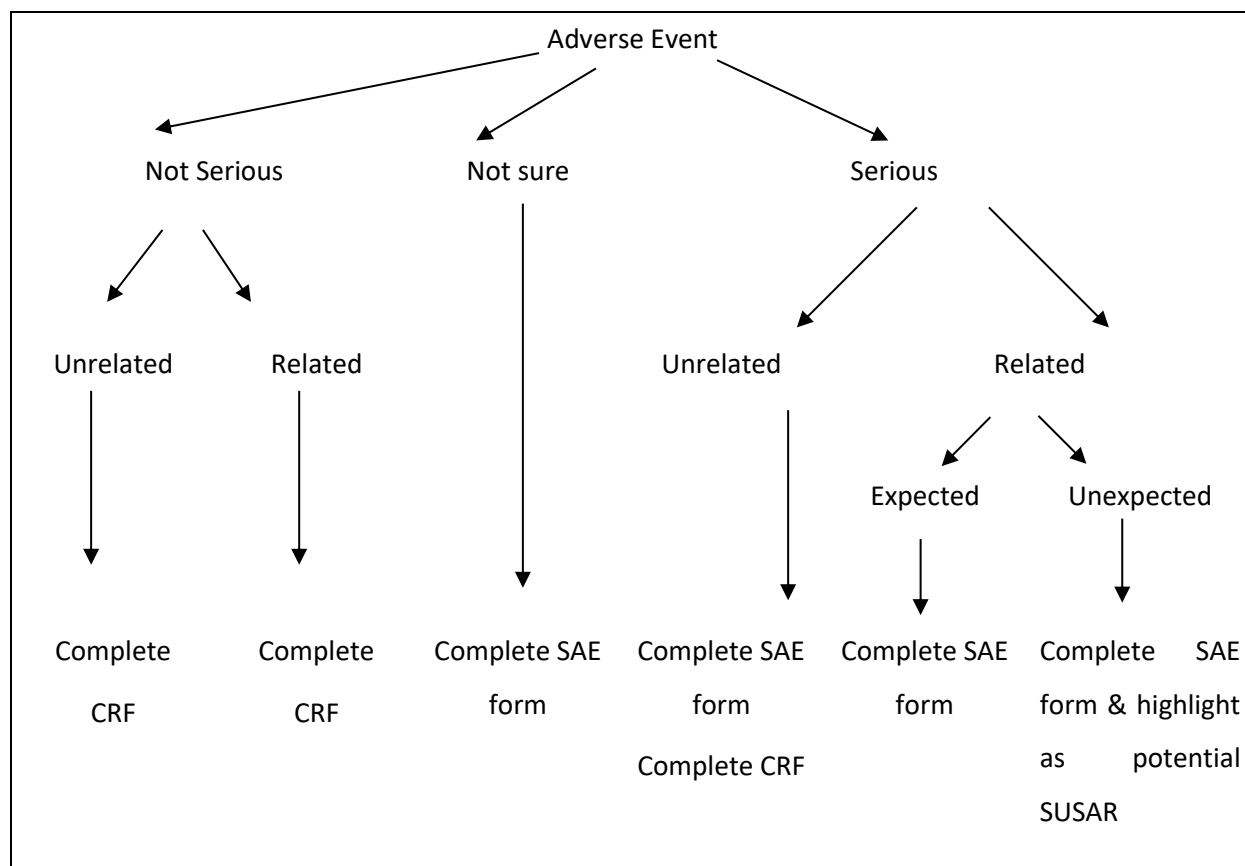 Adverse Event
Not Serious
Not sure
Serious
Unrelated
Related
Unrelated
Related
Expected
Unexpected
Complete
CRF
Complete
CRF
Complete SAE
form
Complete SAE
form
Complete CRF
Complete SAE
form
Complete SAE
form & highlight
as potential
SUSAR